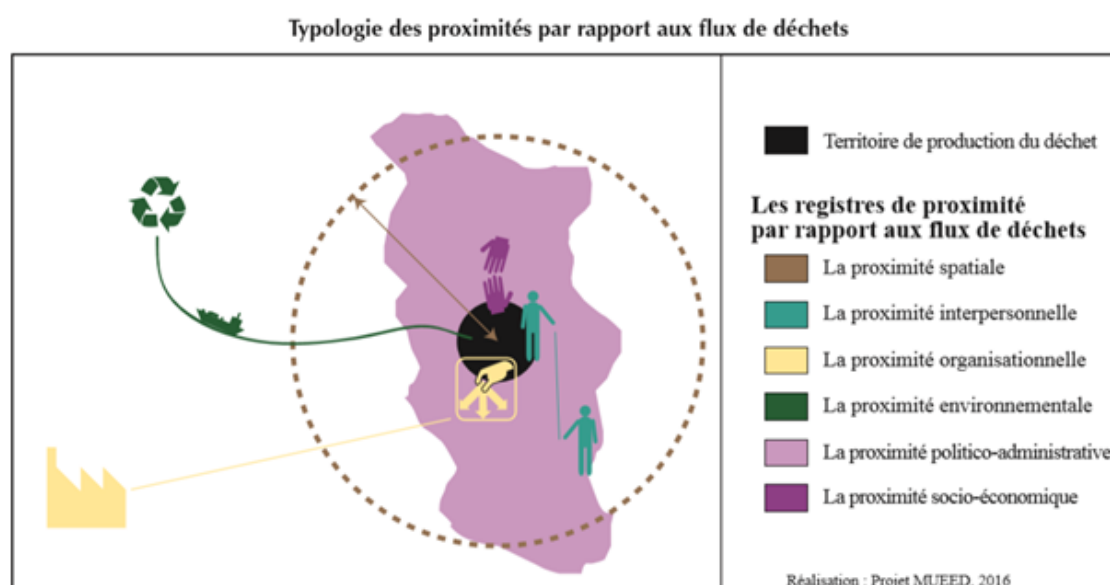 Typologie des proximités par rapport aux flux de déchets
Territoire de production du déchet
Les registres de proximité
par rapport aux flux de déchets
La proximité spatiale
La proximité interpersonnelle
La proximité organisationnelle
La proximité environnementale
La proximité politico-administrative
La proximité socio-économique
Réalisation : Projet MUEED, 2016